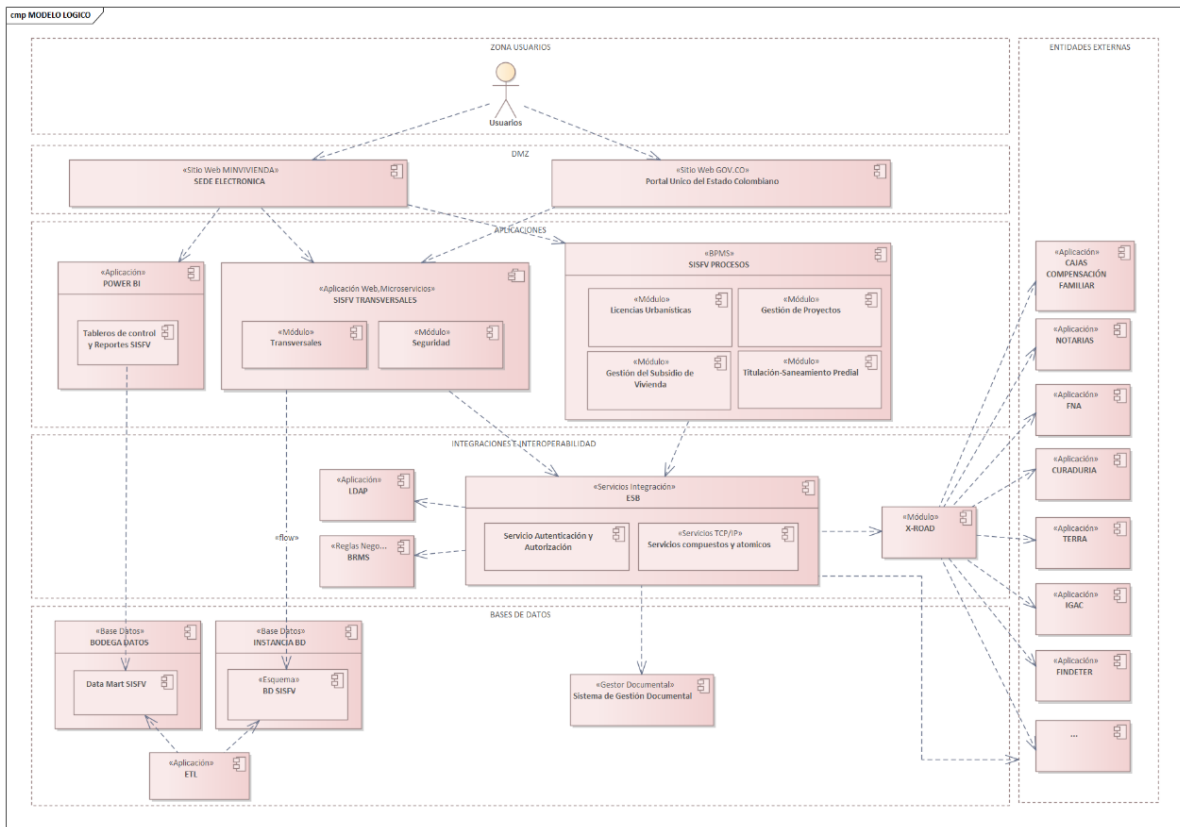 cmp MODELO LOGICO
ZONA USUARIOS
ENTIDADES EXTERNAS
Usuarios
DMZ
«Sitio Web MINVIVIENDA»
SEDE ELECTRONICA
«Sitio Web GOV.CO»
Portal Unico del Estado Colombiano
APLICACIONES
«Aplicación»
POWER BI
Tableros de control
y Reportes SISFV
«Aplicación Web,Microservicios»
SISFV TRANSVERSALES
«Módulo»
Transversales
«Módulo»
Seguridad
«BPMS»
SISFV PROCESOS
«Módulo»
Licencias Urbanísticas
«Módulo»
Gestión de Proyectos
«Módulo»
Gestión del Subsidio de
Vivienda
«Módulo»
Titulación-Saneamiento Predial
«Aplicación»
CAJAS
COMPENSACIÓN
FAMILIAR
«Aplicación»
NOTARIAS
«Aplicación»
FNA
«Aplicación»
CURADURIA
«Aplicación»
TERRA
«Aplicación»
IGAC
«Aplicación»
FINDETER
...
INTEGRACIONES E INTEROPERABILIDAD
«Aplicación»
LDAP
«Reglas Nego...
BRMS
«Servicios Integración»
ESB
Servicio Autenticación y
Autorización
«Servicios TCP/IP»
Servicios compuestos y atomicos
«Módulo»
X-ROAD
«flow»
BASES DE DATOS
«Base Datos»
BODEGA DATOS
Data Mart SISFV
«Base Datos»
INSTANCIA BD
«Esquema»
BD SISFV
«Gestor Documental»
Sistema de Gestión Documental
«Aplicación»
ETL